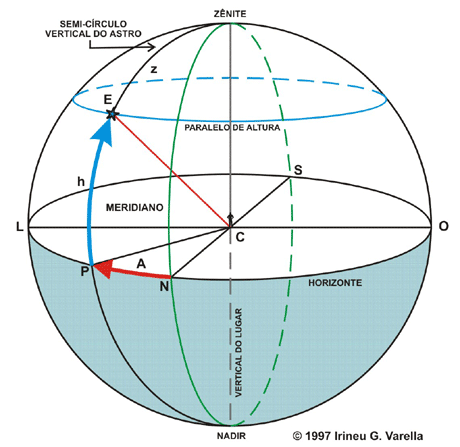 ZÊNITE
SEMI-CÍRCULO
VERTICAL DO ASTRO
z
E
PARALELO DE ALTURA
h
S
MERIDIANO
L
O
C
P
A
N
HORIZONTE
VERTICAL DO LUGAR
NADIR
© 1997 Irineu G. Varella